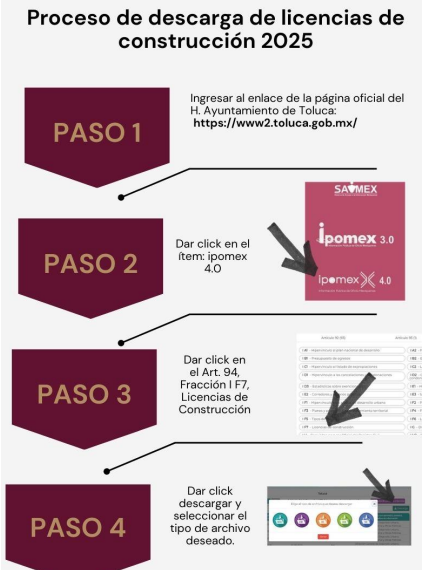 Proceso de descarga de licencias de
construcción 2025
PASO 1
Ingresar al enlace de la página oficial del
H. Ayuntamiento de Toluca:
https://www2.toluca.gob.mx/
SAIMEX
ipomex 3.0
ipomex 4.0
PASO 2
Dar click en el
ítem: ipomex
4.0
PASO 3
Dar click en
el Art. 94,
Fracción I F7,
Licencias de
Construcción
PASO 4
Dar click
descargar y
seleccionar el
tipo de archivo
deseado.